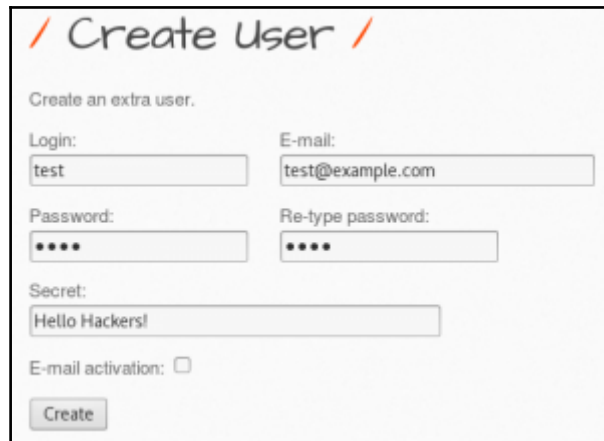 / Create User /
Create an extra user.
Login: E-mail:
test test@example.com
Password: Re-type password:
•••• ••••
Secret:
Hello Hackers!
E-mail activation:
Create